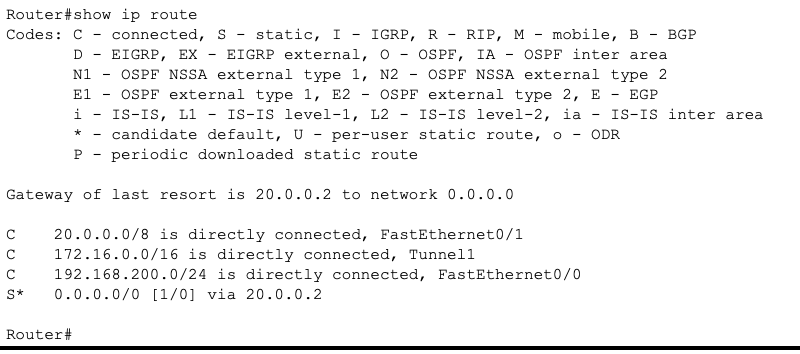 Router#show ip route
Codes: C - connected, S - static, I - IGRP, R - RIP, M - mobile, B - BGP
D - EIGRP, EX - EIGRP external, O - OSPF, IA - OSPF inter area
N1 - OSPF NSSA external type 1, N2 - OSPF NSSA external type 2
E1 - OSPF external type 1, E2 - OSPF external type 2, E - EGP
i - IS-IS, L1 - IS-IS level-1, L2 - IS-IS level-2, ia - IS-IS inter area
* - candidate default, U - per-user static route, o - ODR
P - periodic downloaded static route
Gateway of last resort is 20.0.0.2 to network 0.0.0.0
C 20.0.0.0/8 is directly connected, FastEthernet0/1
C 172.16.0.0/16 is directly connected, Tunnel1
C 192.168.200.0/24 is directly connected, FastEthernet0/0
S* 0.0.0.0/0 [1/0] via 20.0.0.2
Router#